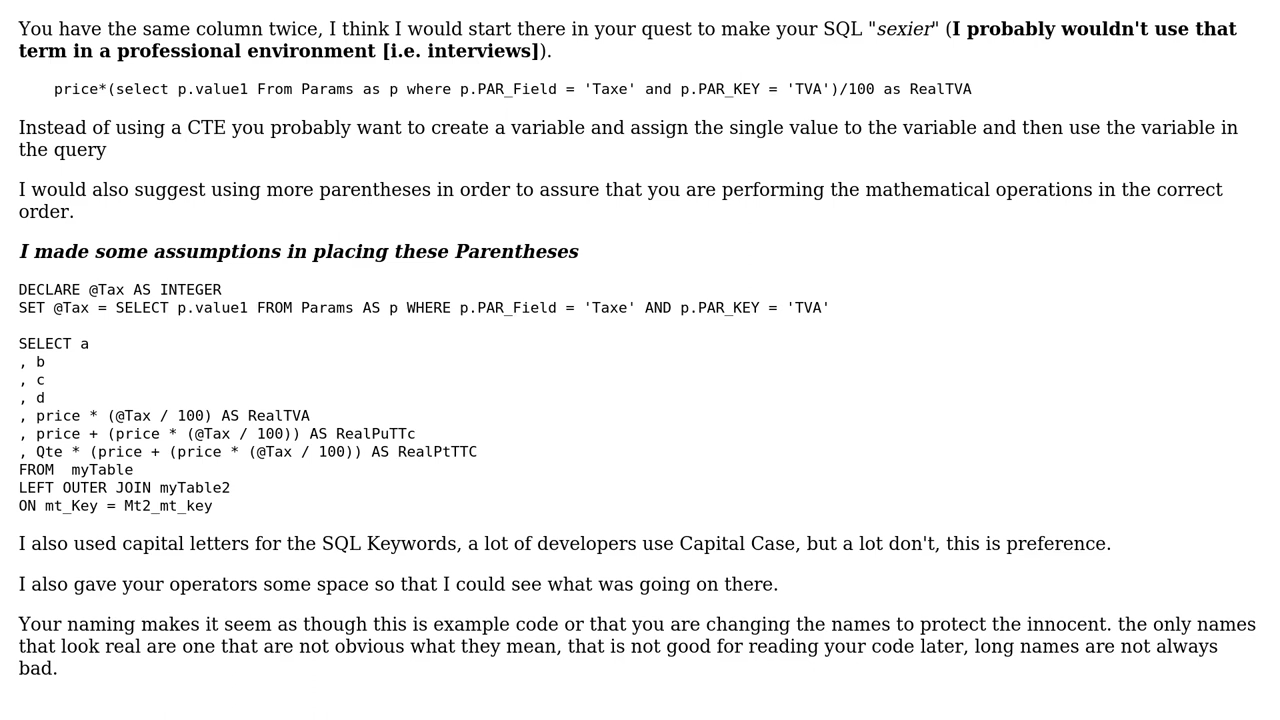 You have the same column twice, I think I would start there in your quest to make your SQL "sexier" (I probably wouldn't use that
term in a professional environment [i.e. interviews]).
price*(select p.value1 From Params as p where p.PAR_Field = 'Taxe' and p.PAR_KEY = 'TVA')/100 as RealTVA
Instead of using a CTE you probably want to create a variable and assign the single value to the variable and then use the variable in
the query
I would also suggest using more parentheses in order to assure that you are performing the mathematical operations in the correct
order.
I made some assumptions in placing these Parentheses
DECLARE @Tax AS INTEGER
SET @Tax = SELECT p.value1 FROM Params AS p WHERE p.PAR_Field = 'Taxe' AND p.PAR_KEY = 'TVA'
SELECT a
, b
, c
, d
, price * (@Tax / 100) AS RealTVA
, price + (price * (@Tax / 100)) AS RealPuTTc
, Qte * (price + (price * (@Tax / 100)) AS RealPtTTC
FROM  myTable
LEFT OUTER JOIN myTable2
ON mt_Key = Mt2_mt_key
I also used capital letters for the SQL Keywords, a lot of developers use Capital Case, but a lot don't, this is preference.
I also gave your operators some space so that I could see what was going on there.
Your naming makes it seem as though this is example code or that you are changing the names to protect the innocent. the only names
that look real are one that are not obvious what they mean, that is not good for reading your code later, long names are not always
bad.